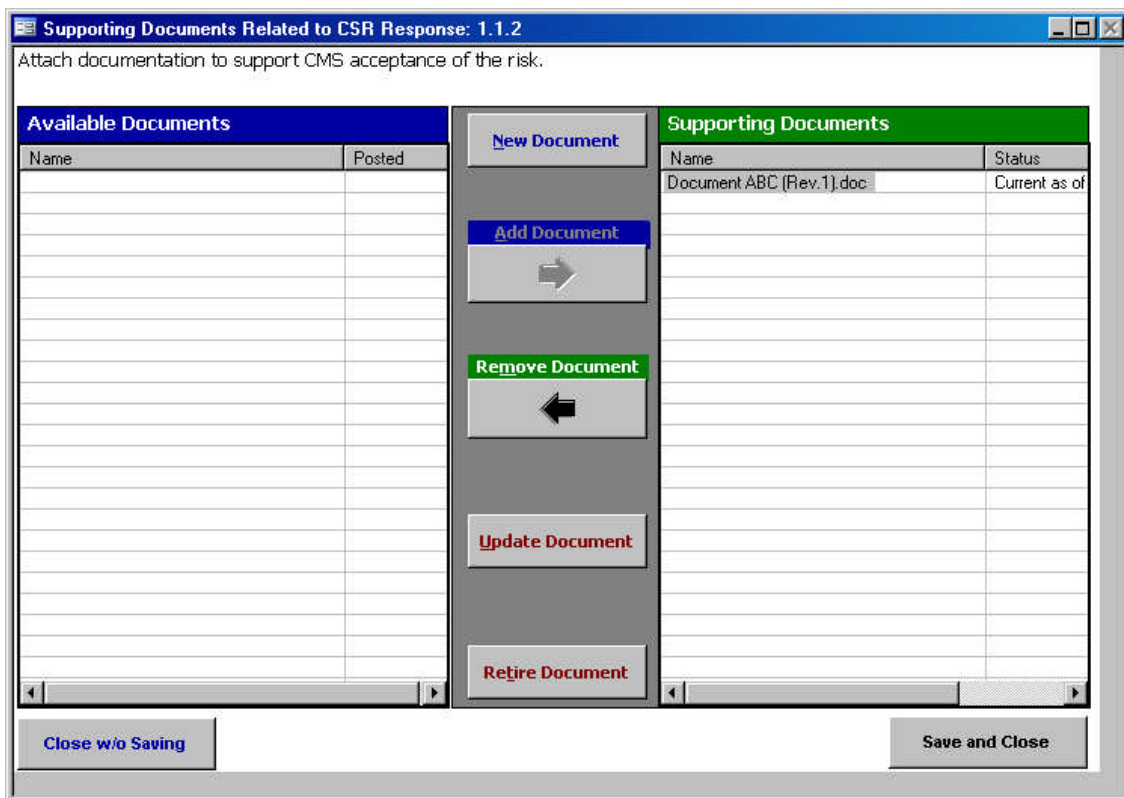 Supporting Documents Related to CSR Response: 1.1.2
Attach documentation to support CMS acceptance of the risk.
Available Documents
Name Posted
New Document
Add Document
Remove Document
Update Document
Retire Document
Supporting Documents
Name Status
Document ABC (Rev.1).doc Current as of
Close w/o Saving
Save and Close